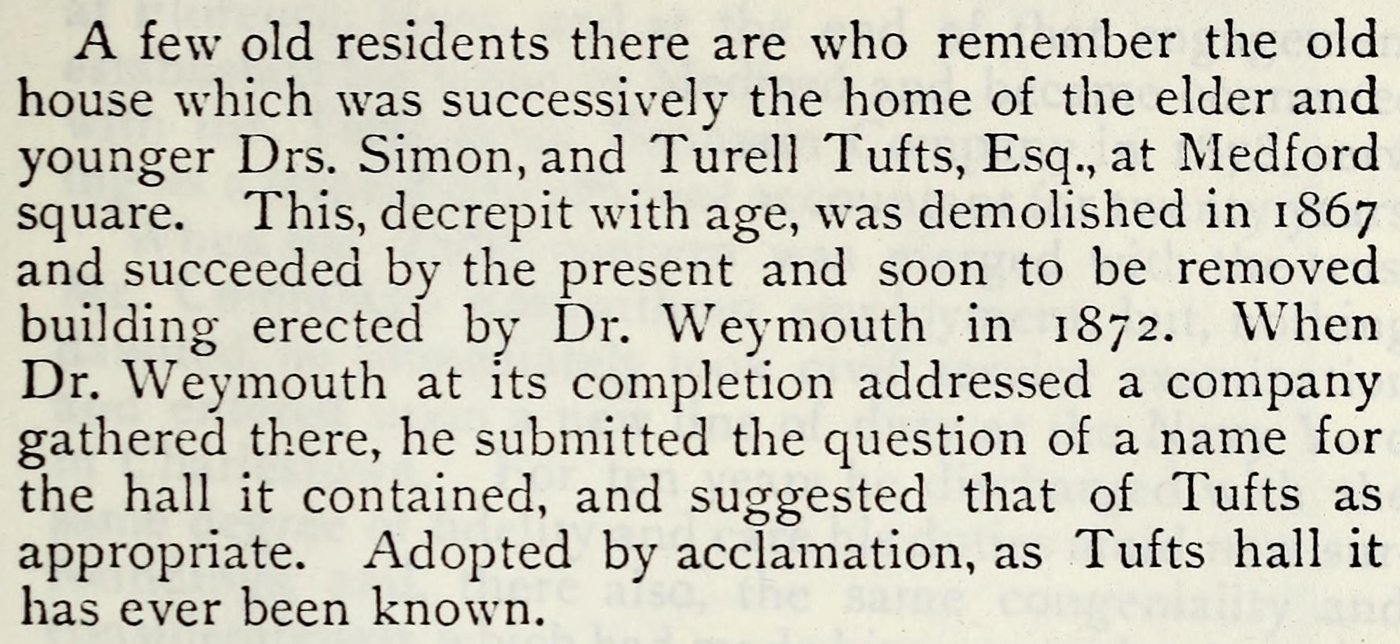 A few old residents there are who remember the old
house which was successively the home of the elder and
younger Drs. Simon, and Turell Tufts, Esq., at Medford
square. This, decrepit with age, was demolished in 1867
and succeeded by the present and soon to be removed
building erected by Dr. Weymouth in 1872. When
Dr. Weymouth at its completion addressed a company
gathered there, he submitted the question of a name for
the hall it contained, and suggested that of Tufts as
appropriate. Adopted by acclamation, as Tufts hall it
has ever been known.